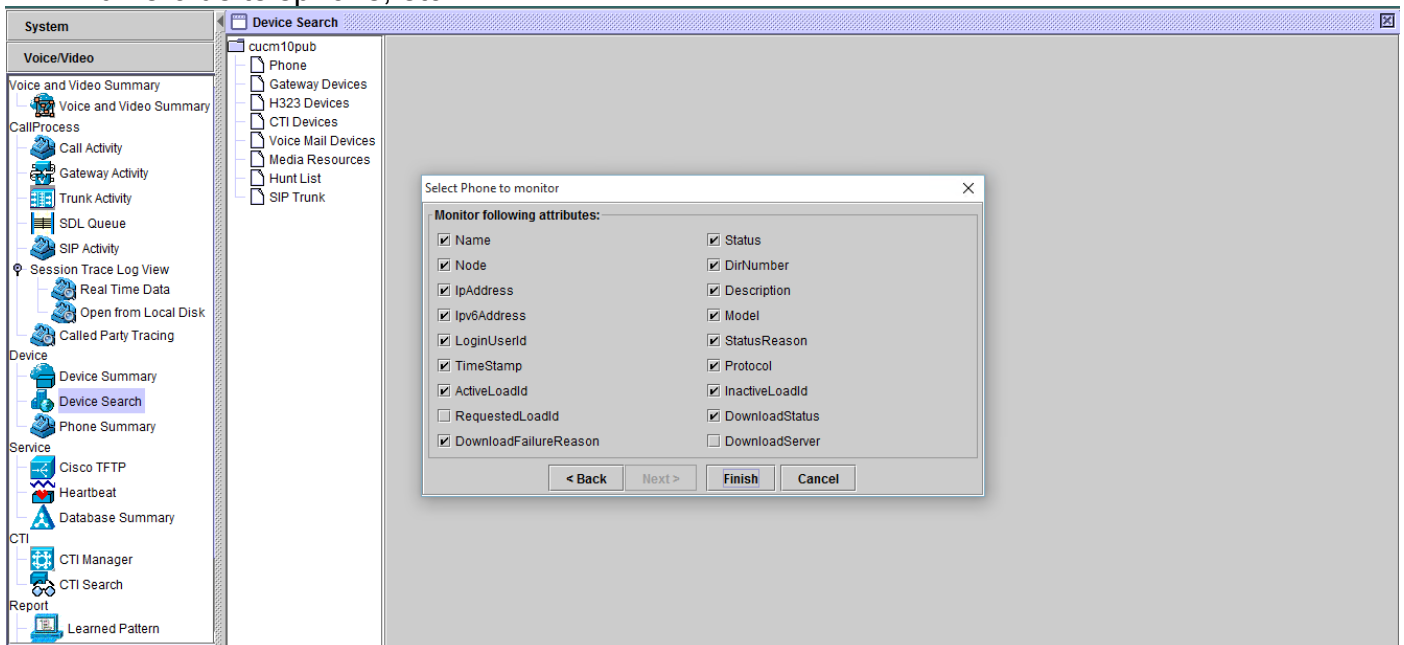 System
Voice/Video
Voice and Video Summary
Voice and Video Summary
CallProcess
Call Activity
Gateway Activity
Trunk Activity
SDL Queue
SIP Activity
Session Trace Log View
Real Time Data
Open from Local Disk
Called Party Tracing
Device
Device Summary
Device Search
Phone Summary
Service
Cisco TFTP
Heartbeat
Database Summary
CTI
CTI Manager
CTI Search
Report
Learned Pattern
Device Search
cucm10pub
Phone
Gateway Devices
H323 Devices
CTI Devices
Voice Mail Devices
Media Resources
Hunt List
SIP Trunk
Select Phone to monitor
Monitor following attributes:
Name
Status
Node
DirNumber
IpAddress
Description
Ipv6Address
Model
LoginUserId
StatusReason
TimeStamp
Protocol
ActiveLoadId
InactiveLoadId
RequestedLoadId
DownloadStatus
DownloadFailureReason
DownloadServer
< Back
Next >
Finish
Cancel